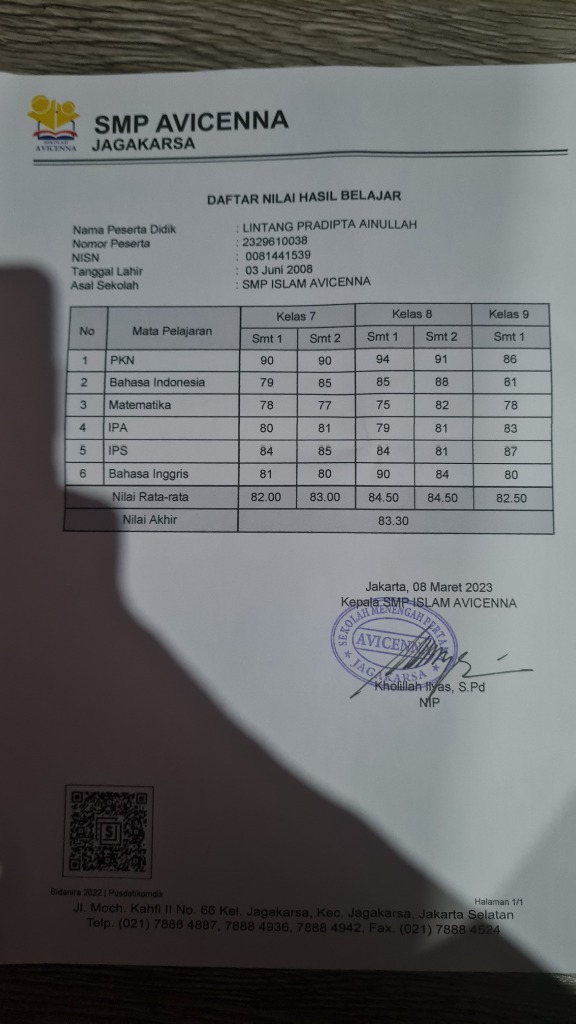 SEKOLAH
AVICENNA
SMP AVICENNA
JAGAKARSA
DAFTAR NILAI HASIL BELAJAR
Nama Peserta Didik : LINTANG PRADIPTA AINULLAH
Nomor Peserta : 2329610038
NISN : 0081441539
Tanggal Lahir : 03 Juni 2008
Asal Sekolah : SMP ISLAM AVICENNA
No Mata Pelajaran Kelas 7 Kelas 8 Kelas 9
Smt 1 Smt 2 Smt 1 Smt 2 Smt 1
1 PKN 90 90 94 91 86
2 Bahasa Indonesia 79 85 85 88 81
3 Matematika 78 77 75 82 78
4 IPA 80 81 79 81 83
5 IPS 84 85 84 81 87
6 Bahasa Inggris 81 80 90 84 80
Nilai Rata-rata 82.00 83.00 84.50 84.50 82.50
Nilai Akhir 83.30
Jakarta, 08 Maret 2023
Kepala SMP ISLAM AVICENNA
SEKOLAH MENENGAH PERTA
AVICENN
JAGAKARSA
Kholillah Ilyas, S.Pd
NIP
Sidanira 2022 | Pusdatikomdik
Halaman 1/1
Jl. Moch. Kahfi II No. 66 Kel. Jagakarsa, Kec. Jagakarsa, Jakarta Selatan
Telp. (021) 7888 4887, 7888 4936, 7888 4942, Fax. (021) 7888 4524